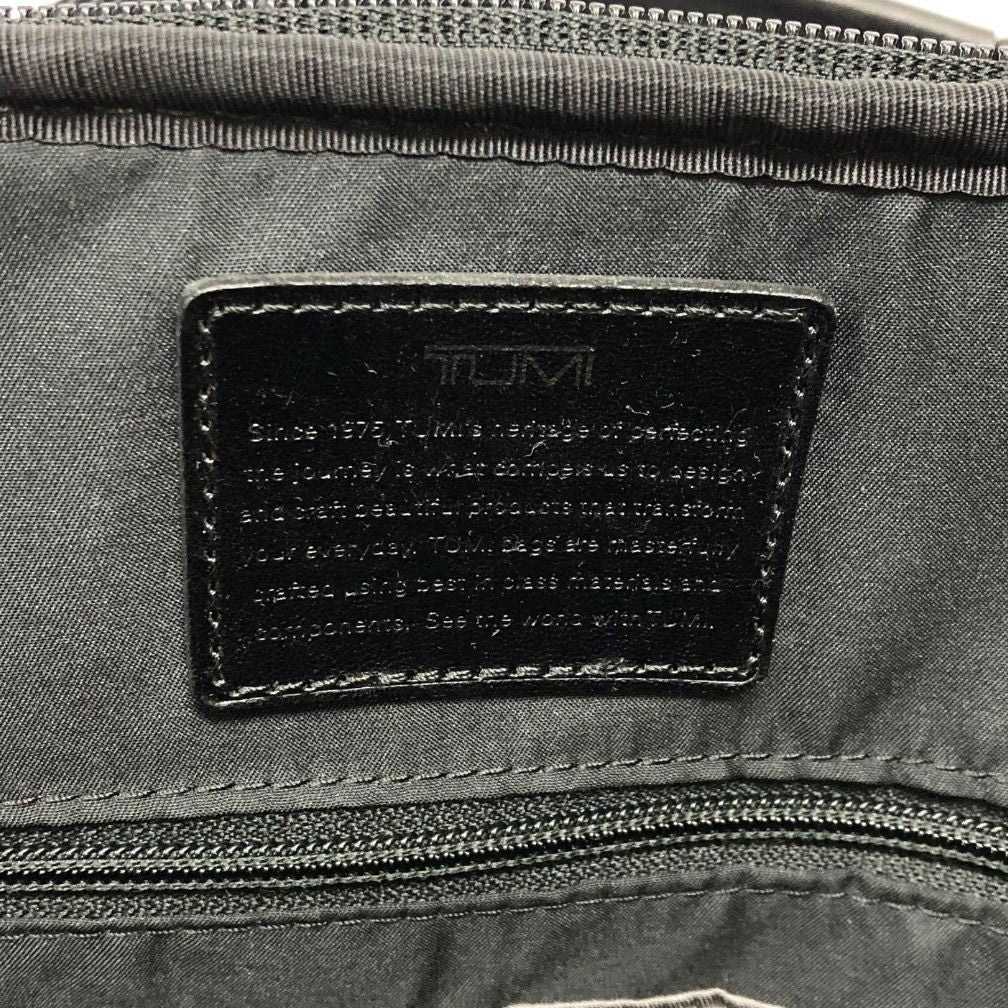 TUMI
Since 1975, TUMI's heritage of perfecting
the journey is what compels us to design
and craft beautiful products that transform
your everyday. TUMI Bags are masterfully
crafted using best in class materials and
components. See the world with TUMI.